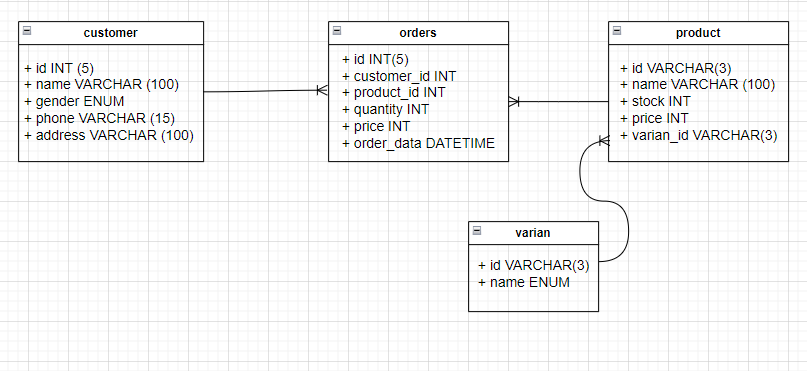 customer
+ id INT (5)
+ name VARCHAR (100)
+ gender ENUM
+ phone VARCHAR (15)
+ address VARCHAR (100)
orders
+ id INT(5)
+ customer_id INT
+ product_id INT
+ quantity INT
+ price INT
+ order_data DATETIME
product
+ id VARCHAR(3)
+ name VARCHAR (100)
+ stock INT
+ price INT
+ varian_id VARCHAR(3)
varian
+ id VARCHAR(3)
+ name ENUM